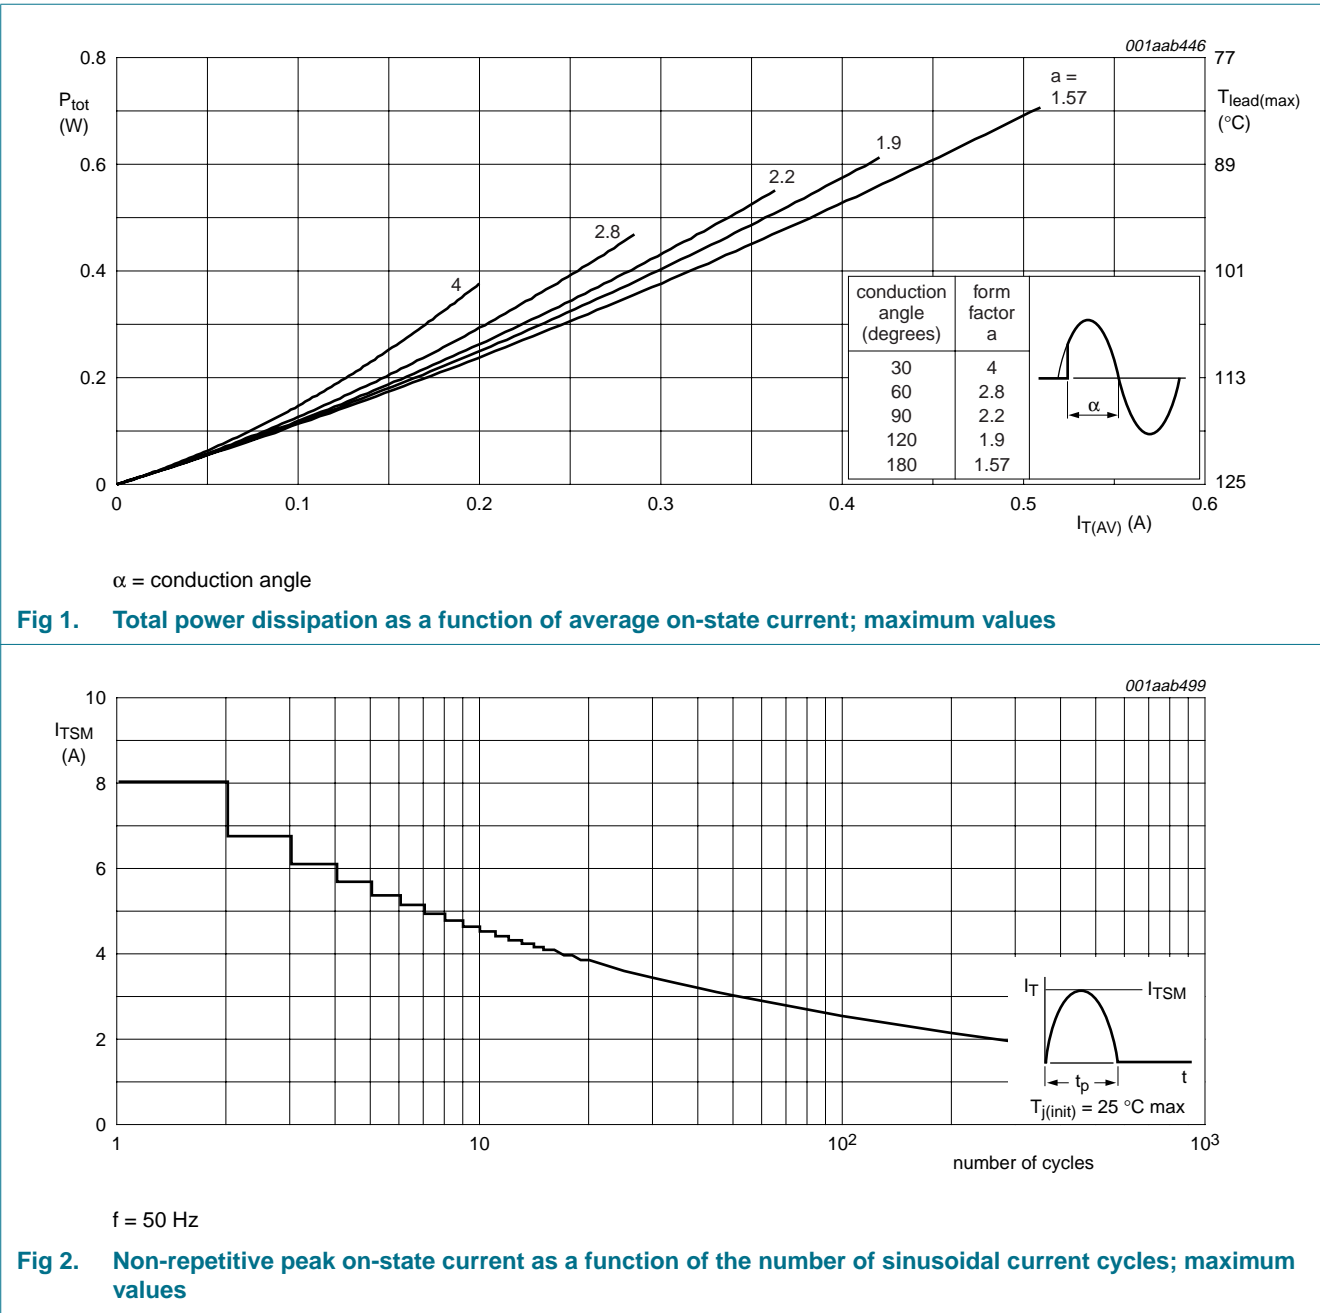 001aab446
0.8
77
P_tot
(W)
a =
1.57
T_lead(max)
(°C)
1.9
0.6
89
2.2
2.8
0.4
101
4
conduction angle (degrees)
form factor a
30 4
60 2.8
90 2.2
120 1.9
180 1.57
α
0.2
113
0
125
0 0.1 0.2 0.3 0.4 0.5 0.6
I_T(AV) (A)
α = conduction angle
Fig 1. Total power dissipation as a function of average on-state current; maximum values
001aab499
10
I_TSM
(A)
8
6
4
I_T
I_TSM
2
t_p
t
T_j(init) = 25 °C max
0
1 10 10² 10³
number of cycles
f = 50 Hz
Fig 2. Non-repetitive peak on-state current as a function of the number of sinusoidal current cycles; maximum
values